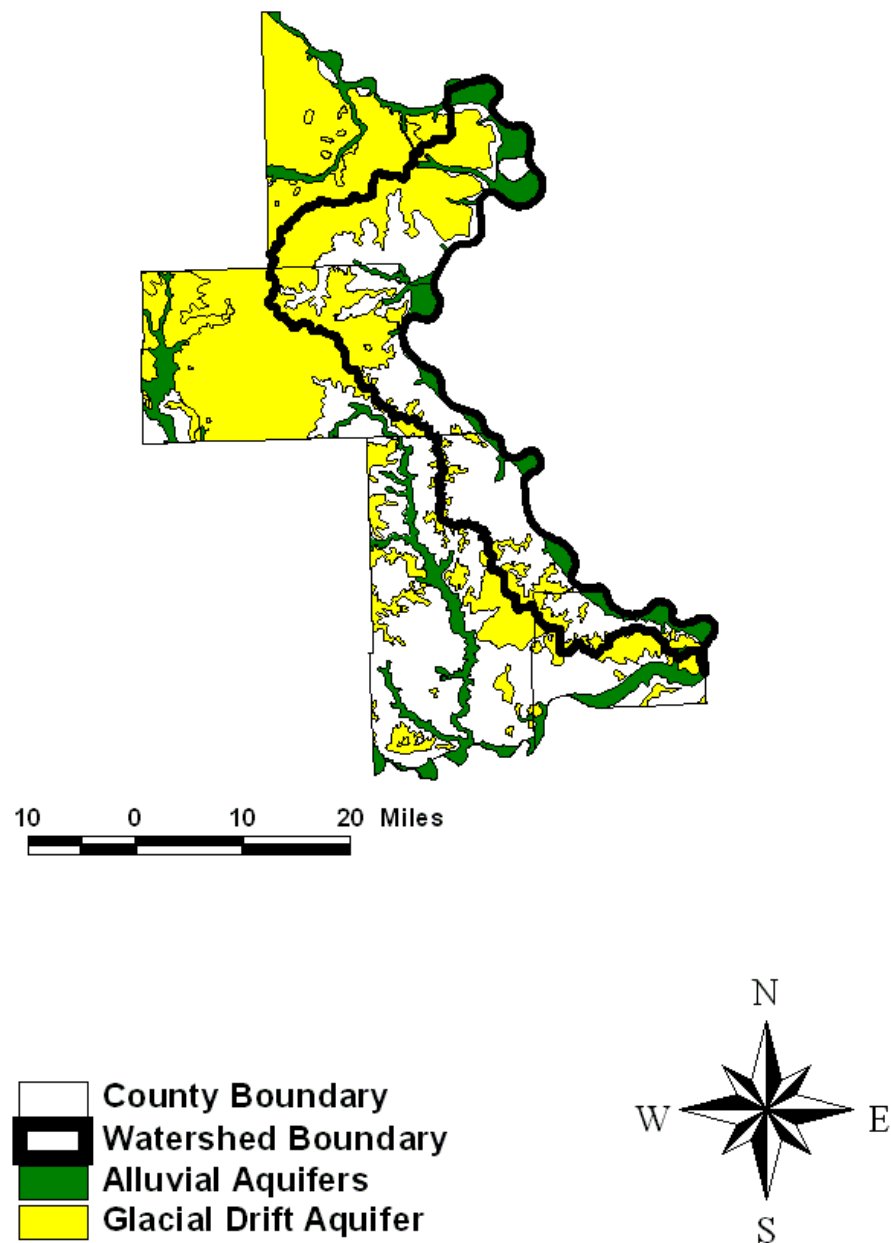 10 0 10 20 Miles
N
W E
S
County Boundary
Watershed Boundary
Alluvial Aquifers
Glacial Drift Aquifer